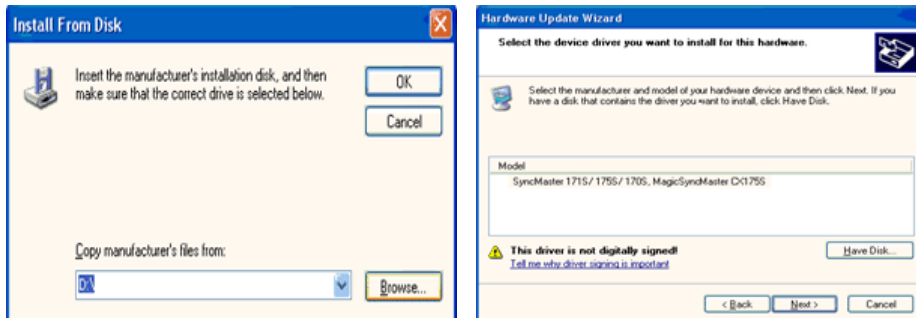 Install From Disk
Insert the manufacturer's installation disk, and then
make sure that the correct drive is selected below.
OK
Cancel
Copy manufacturer's files from:
D:\
Browse...
Hardware Update Wizard
Select the device driver you want to install for this hardware.
Select the manufacturer and model of your hardware device and then click Next. If you
have a disk that contains the driver you want to install, click Have Disk.
Model
SyncMaster 171S/ 175S/ 170S, MagicSyncMaster CX175S
This driver is not digitally signed!
Tell me why driver signing is important
Have Disk...
< Back
Next >
Cancel